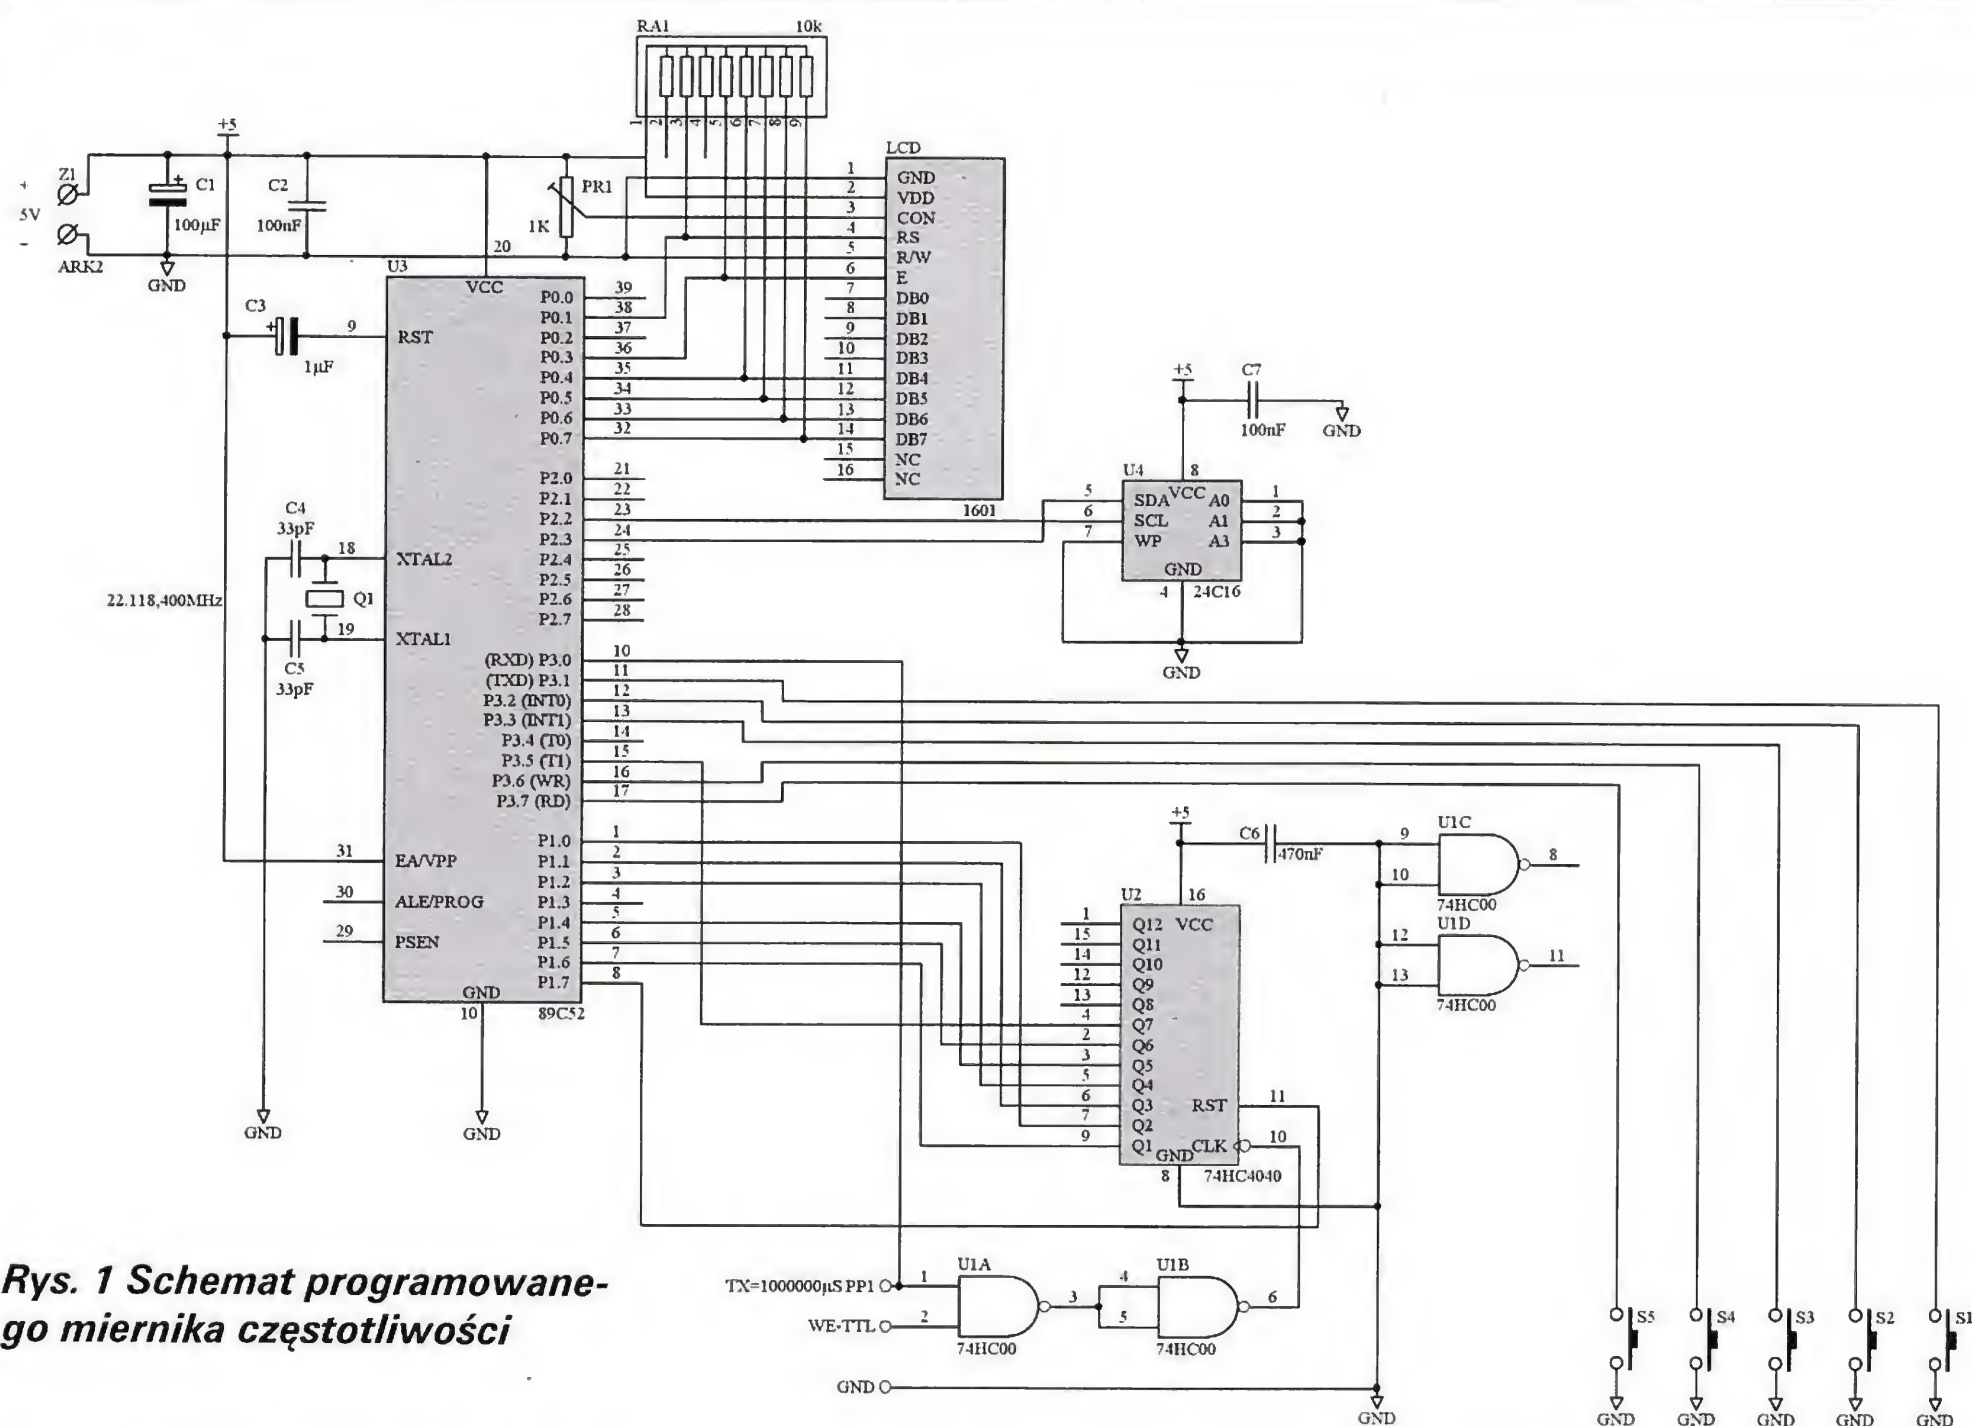 RA1 10k
1 2 3 4 5 6 7 8 9
+5
Z1
+
5V
-
ARK2
C1
100µF
C2
100nF
GND
PR1
1K
LCD
1 GND
2 VDD
3 CON
4 RS
5 R/W
6 E
7 DB0
8 DB1
9 DB2
10 DB3
11 DB4
12 DB5
13 DB6
14 DB7
15 NC
16 NC
1601
C3
+
1µF
U3
20
VCC
9 RST
P0.0 39
P0.1 38
P0.2 37
P0.3 36
P0.4 35
P0.5 34
P0.6 33
P0.7 32
P2.0 21
P2.1 22
P2.2 23
P2.3 24
P2.4 25
P2.5 26
P2.6 27
P2.7 28
C4
33pF
18 XTAL2
22.118,400MHz
Q1
19 XTAL1
C5
33pF
(RXD) P3.0 10
(TXD) P3.1 11
P3.2 (INT0) 12
P3.3 (INT1) 13
P3.4 (T0) 14
P3.5 (T1) 15
P3.6 (WR) 16
P3.7 (RD) 17
31 EA/VPP
30 ALE/PROG
29 PSEN
P1.0 1
P1.1 2
P1.2 3
P1.3 4
P1.4 5
P1.5 6
P1.6 7
P1.7 8
GND
10
89C52
GND
GND
+5
C7
100nF
GND
U4
8
VCC
5 SDA
6 SCL
7 WP
A0 1
A1 2
A3 3
GND
4
24C16
GND
+5
C6
470nF
U2
16
VCC
1 Q12
15 Q11
14 Q10
12 Q9
13 Q8
4 Q7
2 Q6
3 Q5
5 Q4
6 Q3
7 Q2
9 Q1
RST 11
CLK 10
GND
8
74HC4040
U1C
9
10
8
74HC00
U1D
12
13
11
74HC00
TX=1000000µS PP1
WE-TTL
GND
U1A
1
2
3
74HC00
U1B
4
5
6
74HC00
GND
S5
S4
S3
S2
S1
GND
GND
GND
GND
GND
Rys. 1 Schemat programowane-
go miernika częstotliwości